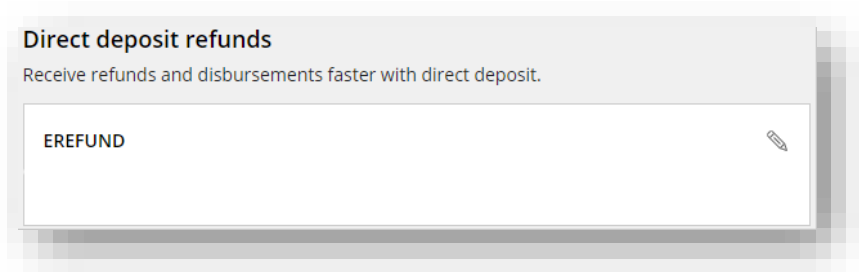 Direct deposit refunds
Receive refunds and disbursements faster with direct deposit.
EREFUND